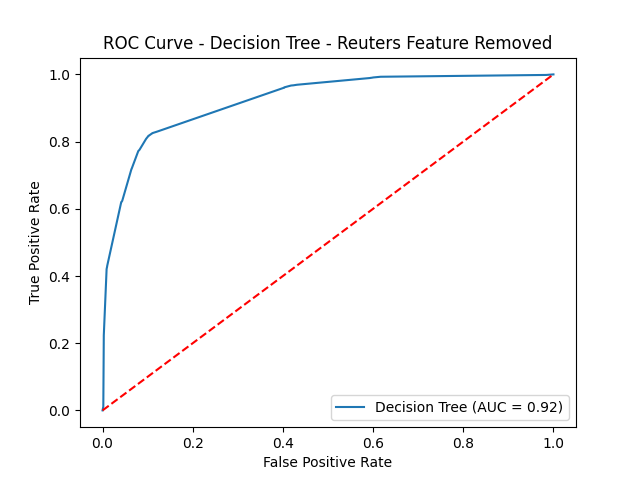 ROC Curve - Decision Tree - Reuters Feature Removed
1.0
0.8
0.6
0.4
0.2
0.0
True Positive Rate
Decision Tree (AUC = 0.92)
0.0 0.2 0.4 0.6 0.8 1.0
False Positive Rate